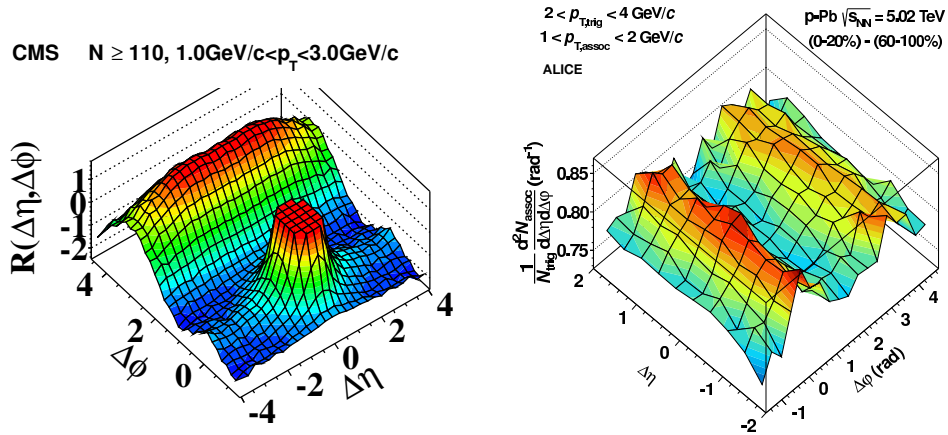 CMS N ≥ 110, 1.0GeV/c<p_T<3.0GeV/c
R(Δη,Δϕ)
1
0
-1
-2
4
2
0
Δϕ
-4
-2
0
2
4
Δη
2 < p_T,trig < 4 GeV/c
1 < p_T,assoc < 2 GeV/c
ALICE
p-Pb √s_NN = 5.02 TeV
(0-20%) - (60-100%)
1/N_trig d²N_assoc/dΔηdΔφ (rad⁻¹)
0.85
0.80
0.75
2
1
0
-1
-2
Δη
-1
0
1
2
3
4
Δφ (rad)